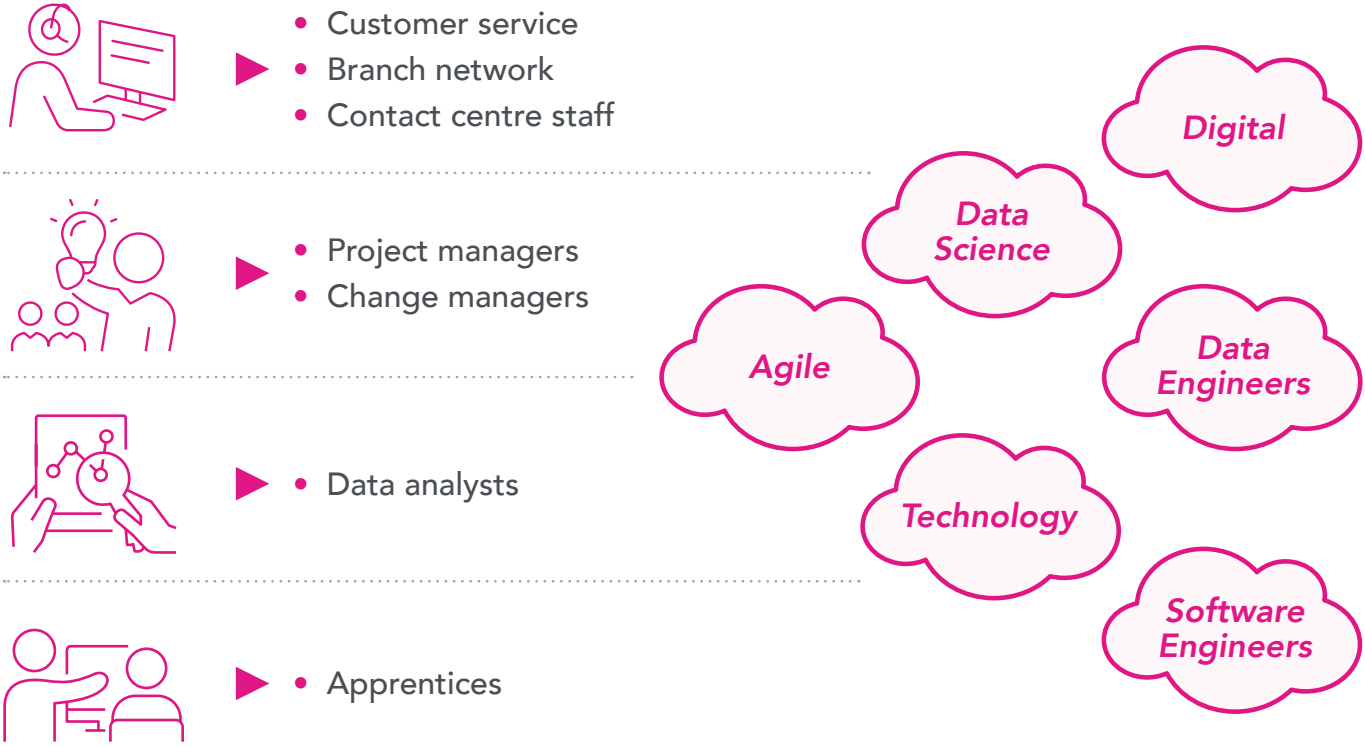 • Customer service
• Branch network
• Contact centre staff
• Project managers
• Change managers
• Data analysts
• Apprentices
Digital
Data
Science
Agile
Data
Engineers
Technology
Software
Engineers